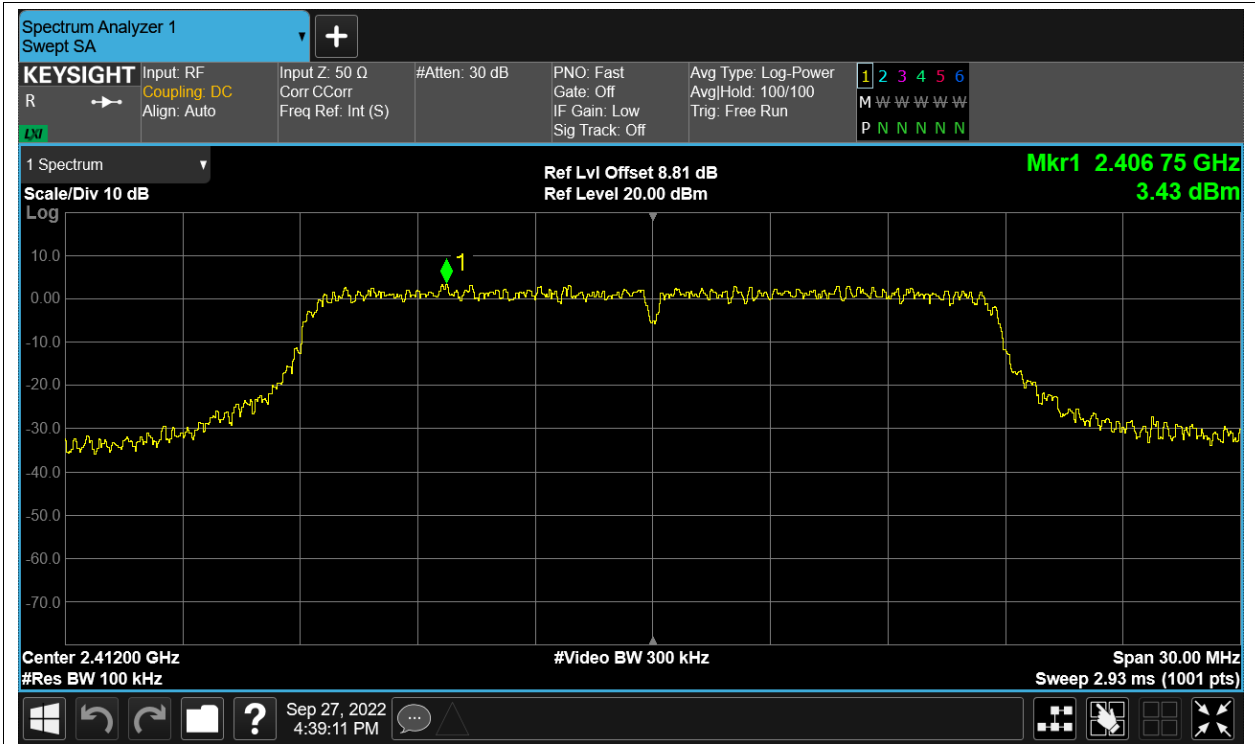 Spectrum Analyzer 1
Swept SA
KEYSIGHT
R
LXI
Input: RF
Coupling: DC
Align: Auto
Input Z: 50 Ω
Corr CCorr
Freq Ref: Int (S)
#Atten: 30 dB
PNO: Fast
Gate: Off
IF Gain: Low
Sig Track: Off
Avg Type: Log-Power
Avg|Hold: 100/100
Trig: Free Run
1 2 3 4 5 6
M W W W W W
P N N N N N
1 Spectrum
Scale/Div 10 dB
Log
Ref Lvl Offset 8.81 dB
Ref Level 20.00 dBm
Mkr1 2.406 75 GHz
3.43 dBm
1
10.0
0.00
-10.0
-20.0
-30.0
-40.0
-50.0
-60.0
-70.0
Center 2.41200 GHz
#Res BW 100 kHz
#Video BW 300 kHz
Span 30.00 MHz
Sweep 2.93 ms (1001 pts)
?
Sep 27, 2022
4:39:11 PM